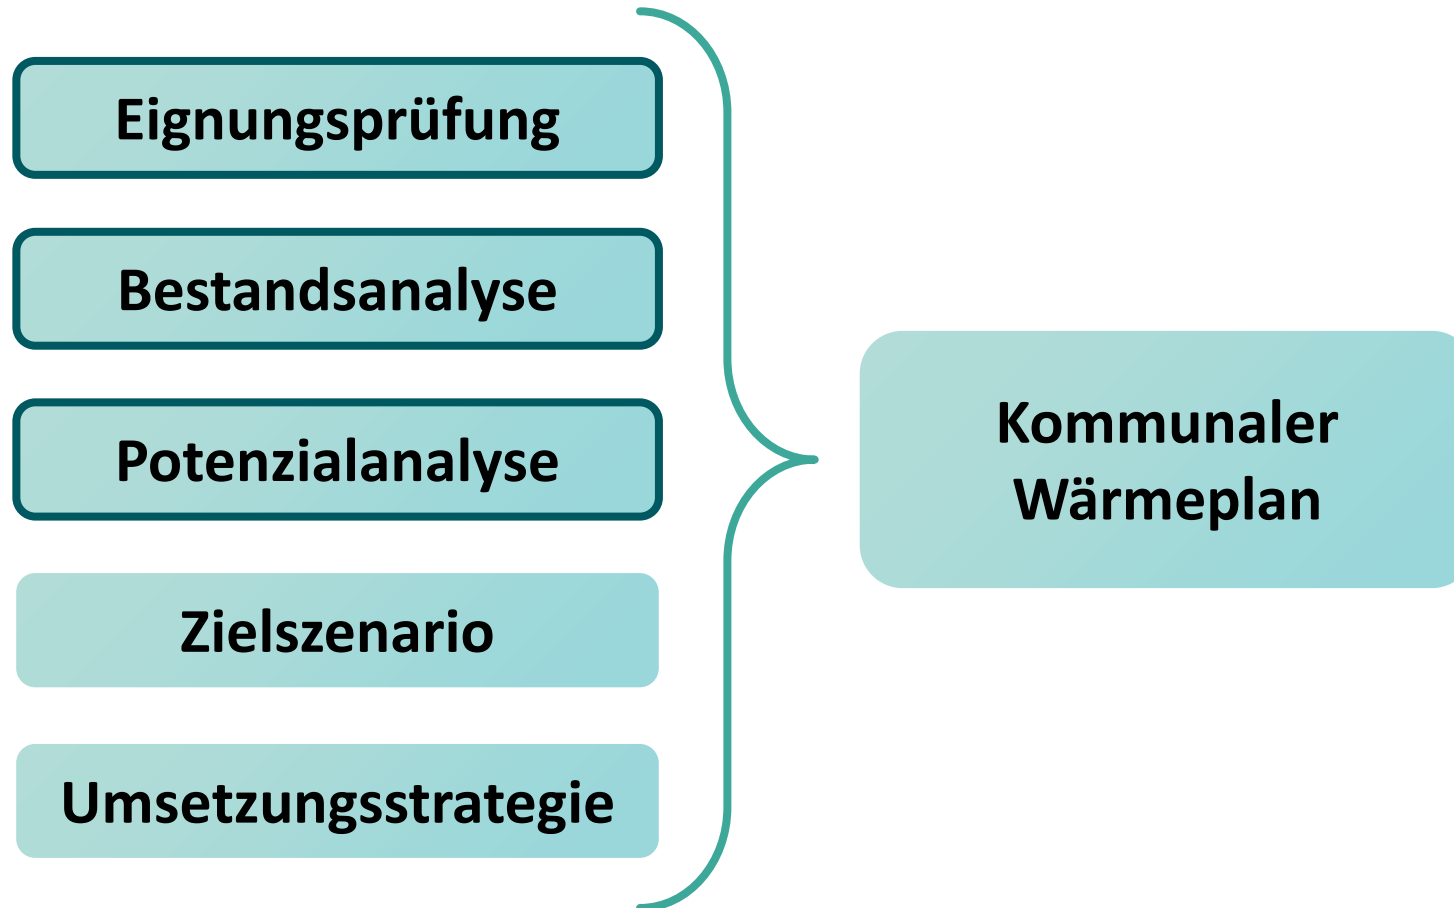 Eignungsprüfung
Bestandsanalyse
Potenzialanalyse
Zielszenario
Umsetzungsstrategie
Kommunaler
Wärmeplan